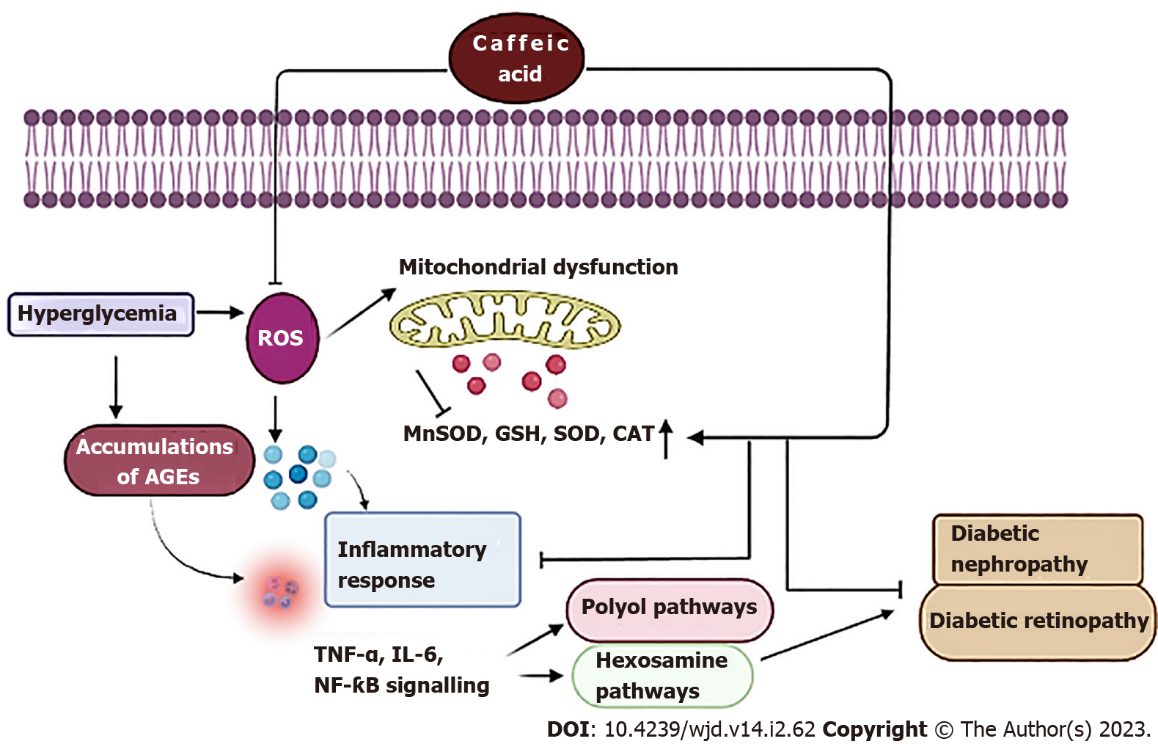 Caffeic
acid
Mitochondrial dysfunction
Hyperglycemia
ROS
MnSOD, GSH, SOD, CAT
Accumulations
of AGEs
Inflammatory
response
Diabetic
nephropathy
Diabetic retinopathy
Polyol pathways
Hexosamine
pathways
TNF-α, IL-6,
NF-ƙB signalling
DOI: 10.4239/wjd.v14.i2.62 Copyright © The Author(s) 2023.